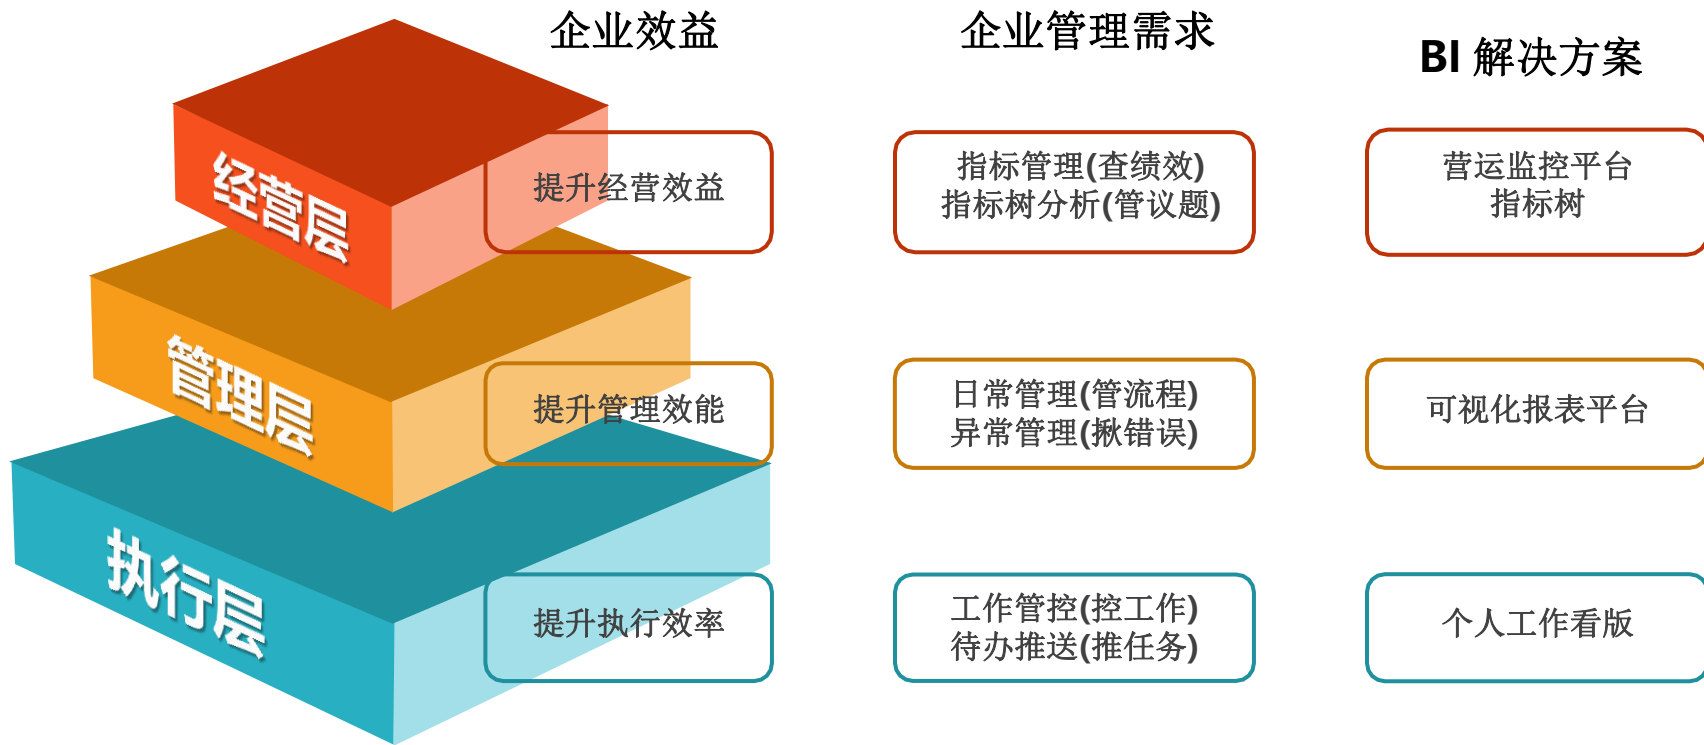 企业效益
企业管理需求
BI 解决方案
经营层
提升经营效益
指标管理(查绩效)
指标树分析(管议题)
营运监控平台
指标树
管理层
提升管理效能
日常管理(管流程)
异常管理(揪错误)
可视化报表平台
执行层
提升执行效率
工作管控(控工作)
待办推送(推任务)
个人工作看版